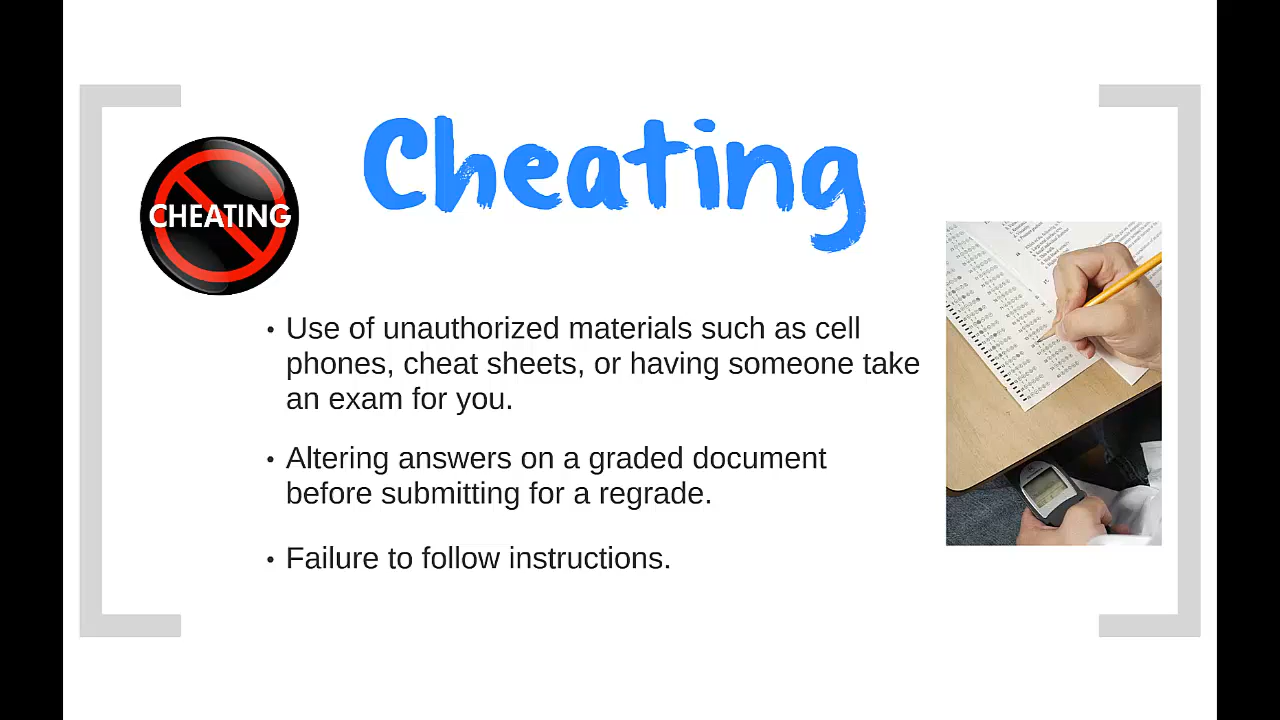 Cheating
CHEATING
• Use of unauthorized materials such as cell
phones, cheat sheets, or having someone take
an exam for you.
• Altering answers on a graded document
before submitting for a regrade.
• Failure to follow instructions.